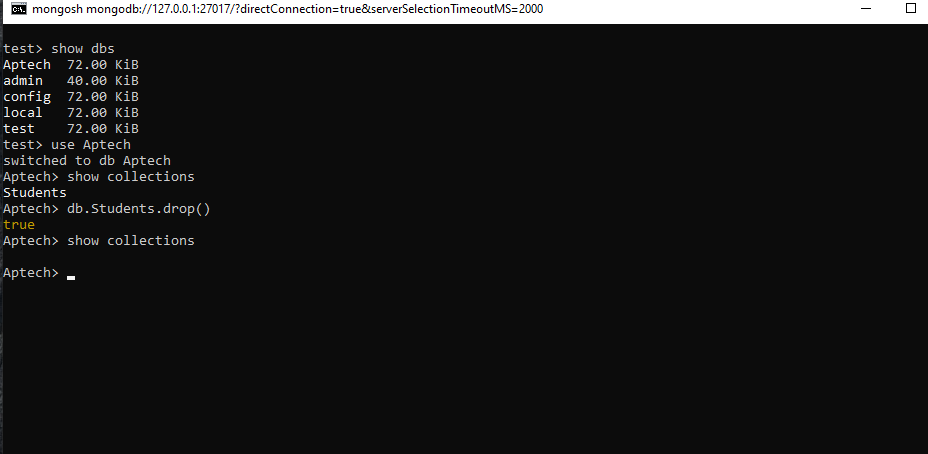 mongosh mongodb://127.0.0.1:27017/?directConnection=true&serverSelectionTimeoutMS=2000
test> show dbs
Aptech  72.00 KiB
admin   40.00 KiB
config  72.00 KiB
local   72.00 KiB
test    72.00 KiB
test> use Aptech
switched to db Aptech
Aptech> show collections
Students
Aptech> db.Students.drop()
true
Aptech> show collections
Aptech>